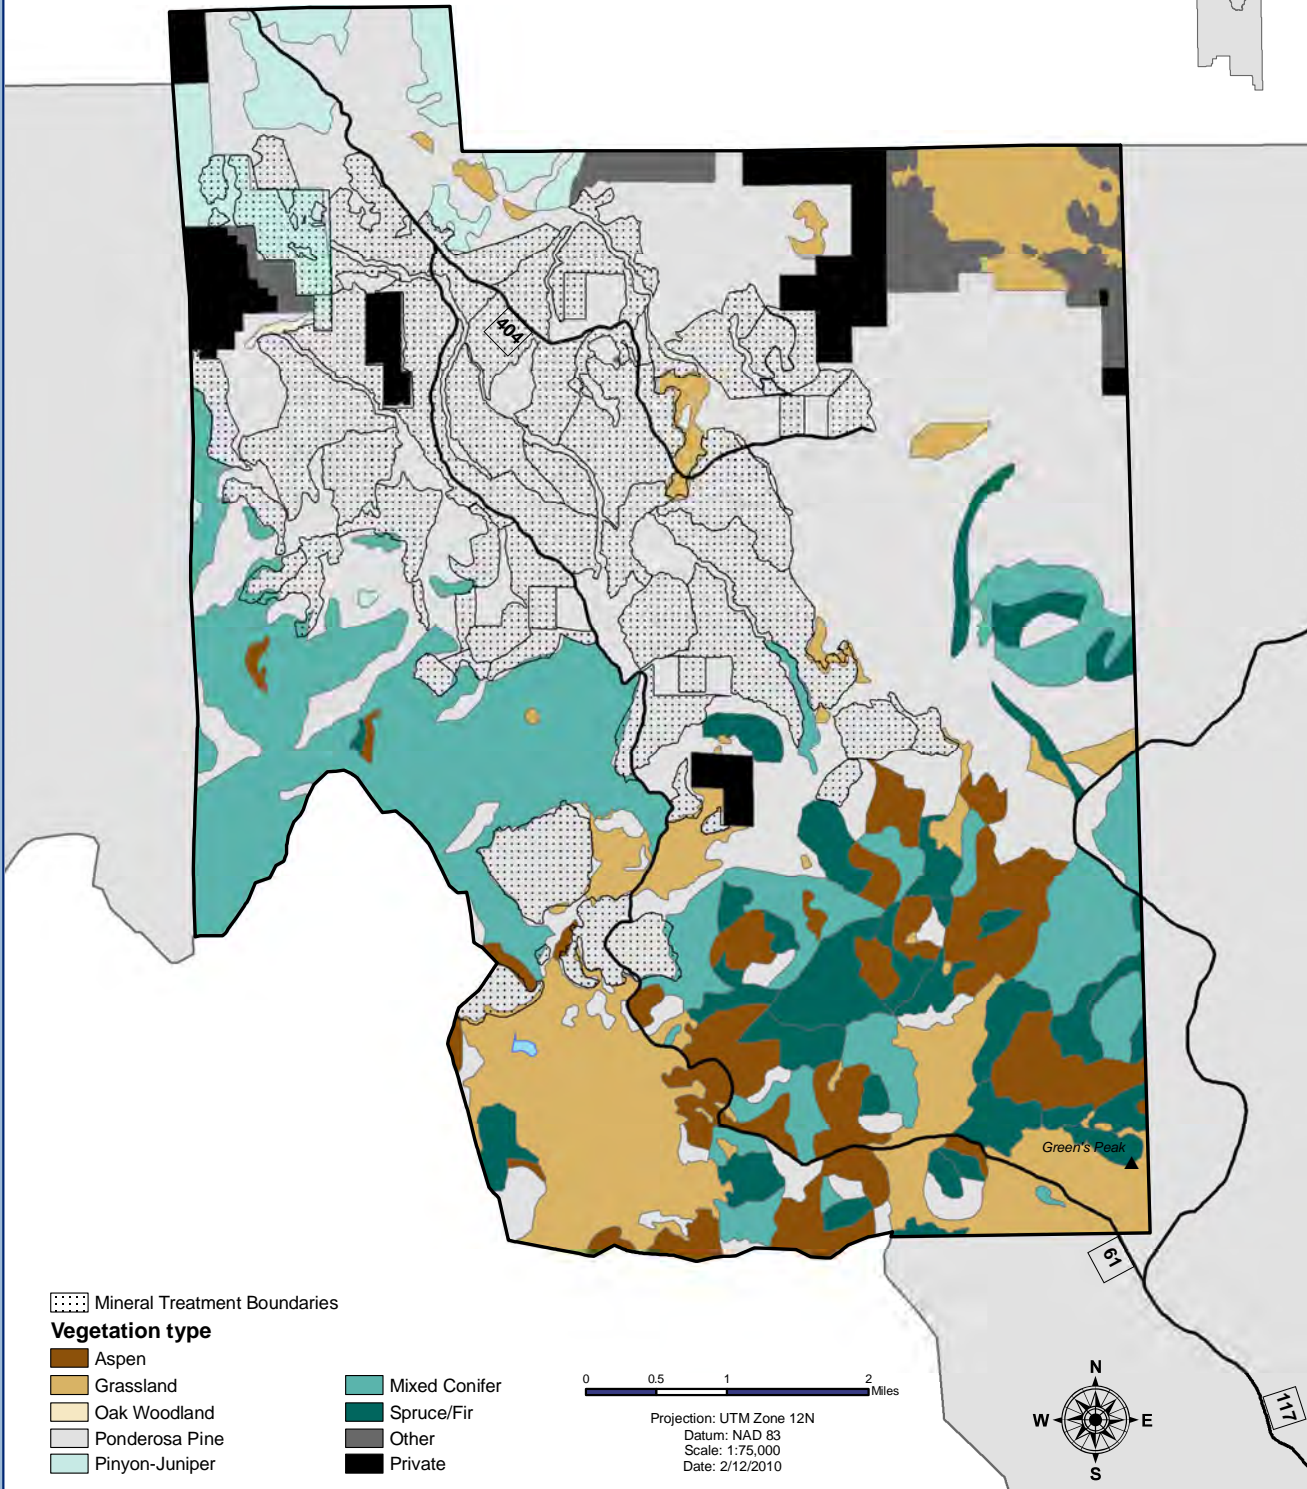 404
Green's Peak
61
117
Mineral Treatment Boundaries
Vegetation type
Aspen
Grassland
Oak Woodland
Ponderosa Pine
Pinyon-Juniper
Mixed Conifer
Spruce/Fir
Other
Private
0 0.5 1 2
Miles
Projection: UTM Zone 12N
Datum: NAD 83
Scale: 1:75,000
Date: 2/12/2010
N
W E
S